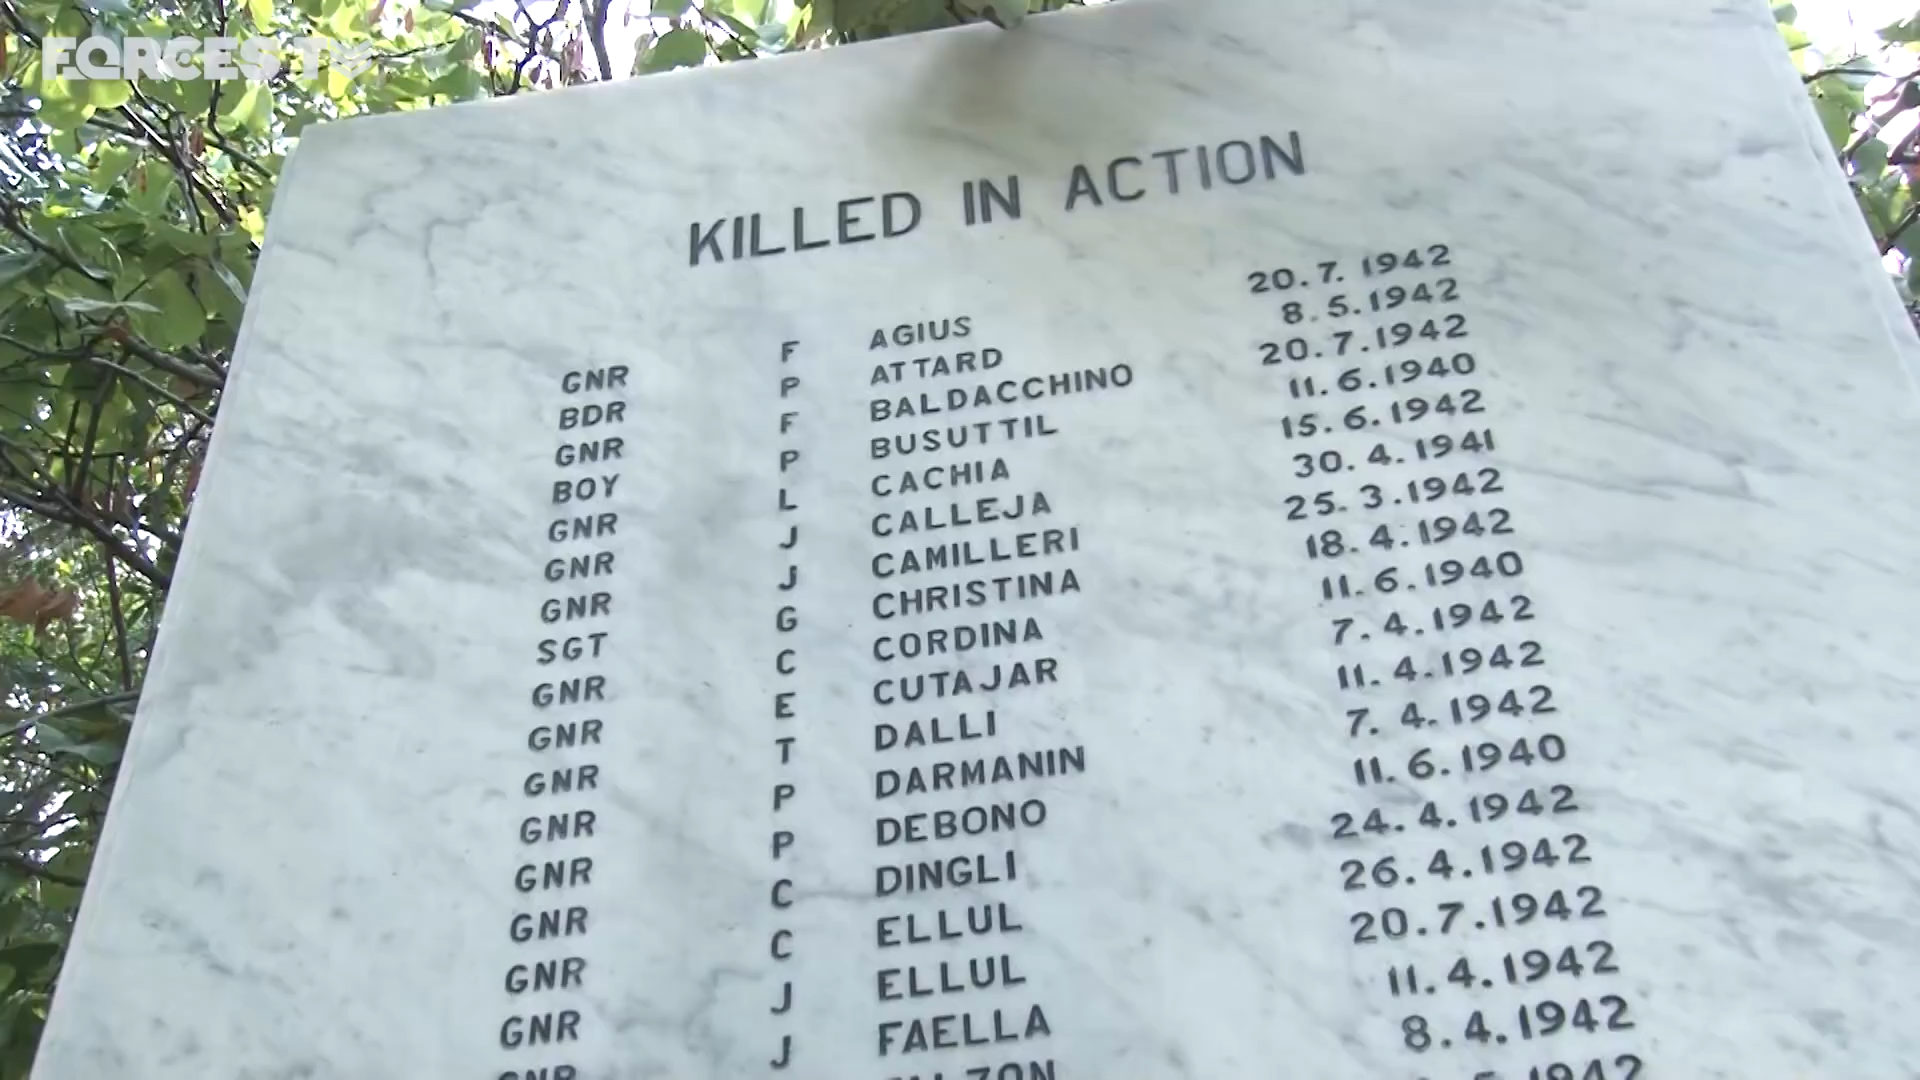 FORCES TV
KILLED IN ACTION
GNR F AGIUS 20.7.1942
BDR P ATTARD 8.5.1942
GNR F BALDACCHINO 20.7.1942
BOY P BUSUTTIL 11.6.1940
GNR L CACHIA 15.6.1942
GNR J CALLEJA 30.4.1941
GNR J CAMILLERI 25.3.1942
SGT G CHRISTINA 18.4.1942
GNR C CORDINA 11.6.1940
GNR E CUTAJAR 7.4.1942
GNR T DALLI 11.4.1942
GNR P DARMANIN 7.4.1942
GNR P DEBONO 11.6.1940
GNR C DINGLI 24.4.1942
GNR C ELLUL 26.4.1942
GNR J ELLUL 20.7.1942
GNR J FAELLA 11.4.1942
8.4.1942